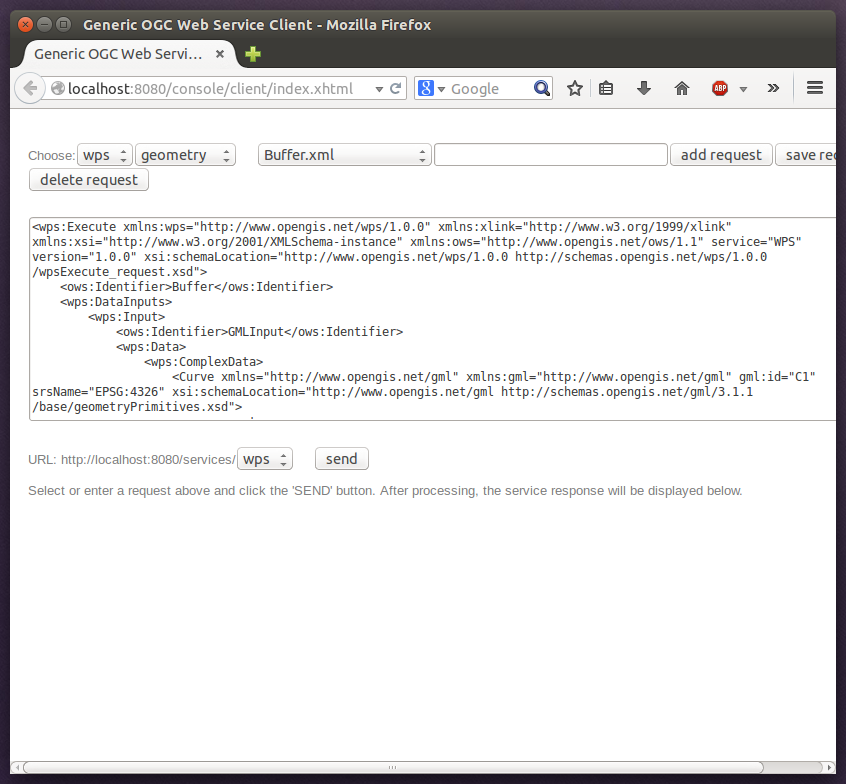 Generic OGC Web Service Client - Mozilla Firefox
Generic OGC Web Servi...
localhost:8080/console/client/index.xhtml
8 Google
ABP
Choose: wps geometry Buffer.xml add request save rec
delete request
<wps:Execute xmlns:wps="http://www.opengis.net/wps/1.0.0" xmlns:xlink="http://www.w3.org/1999/xlink"
xmlns:xsi="http://www.w3.org/2001/XMLSchema-instance" xmlns:ows="http://www.opengis.net/ows/1.1" service="WPS"
version="1.0.0" xsi:schemaLocation="http://www.opengis.net/wps/1.0.0 http://schemas.opengis.net/wps/1.0.0
/wpsExecute_request.xsd">
<ows:Identifier>Buffer</ows:Identifier>
<wps:DataInputs>
<wps:Input>
<ows:Identifier>GMLInput</ows:Identifier>
<wps:Data>
<wps:ComplexData>
<Curve xmlns="http://www.opengis.net/gml" xmlns:gml="http://www.opengis.net/gml" gml:id="C1"
srsName="EPSG:4326" xsi:schemaLocation="http://www.opengis.net/gml http://schemas.opengis.net/gml/3.1.1
/base/geometryPrimitives.xsd">
URL: http://localhost:8080/services/ wps send
Select or enter a request above and click the 'SEND' button. After processing, the service response will be displayed below.